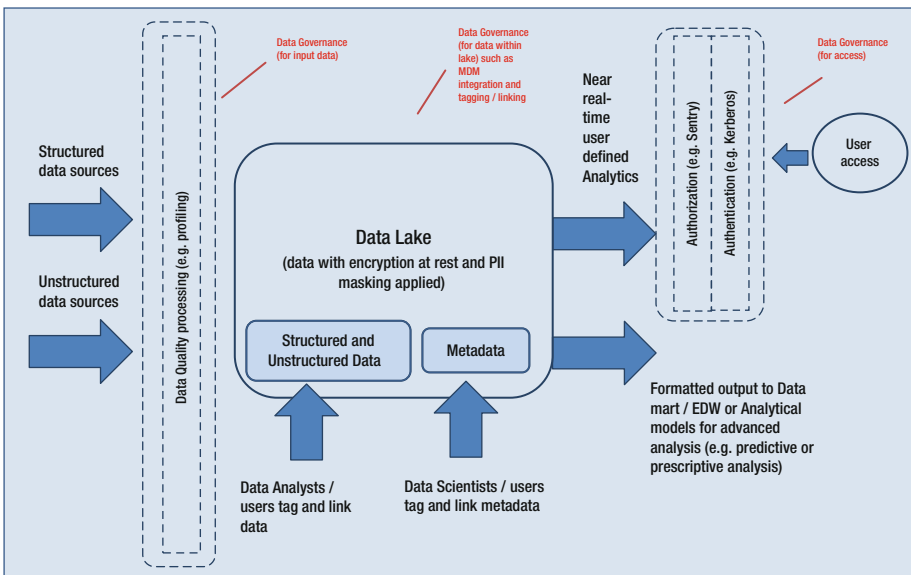 Data Governance
(for input data)
Data Governance
(for data within
lake) such as
MDM
integration and
tagging / linking
Data Governance
(for access)
Structured
data sources
Unstructured
data sources
Data Quality processing (e.g. profiling)
Data Lake
(data with encryption at rest and PII
masking applied)
Structured and
Unstructured Data
Metadata
Data Analysts /
users tag and link
data
Data Scientists / users
tag and link metadata
Near
real-
time
user
defined
Analytics
Authorization (e.g. Sentry)
Authentication (e.g. Kerberos)
User
access
Formatted output to Data
mart / EDW or Analytical
models for advanced
analysis (e.g. predictive or
prescriptive analysis)